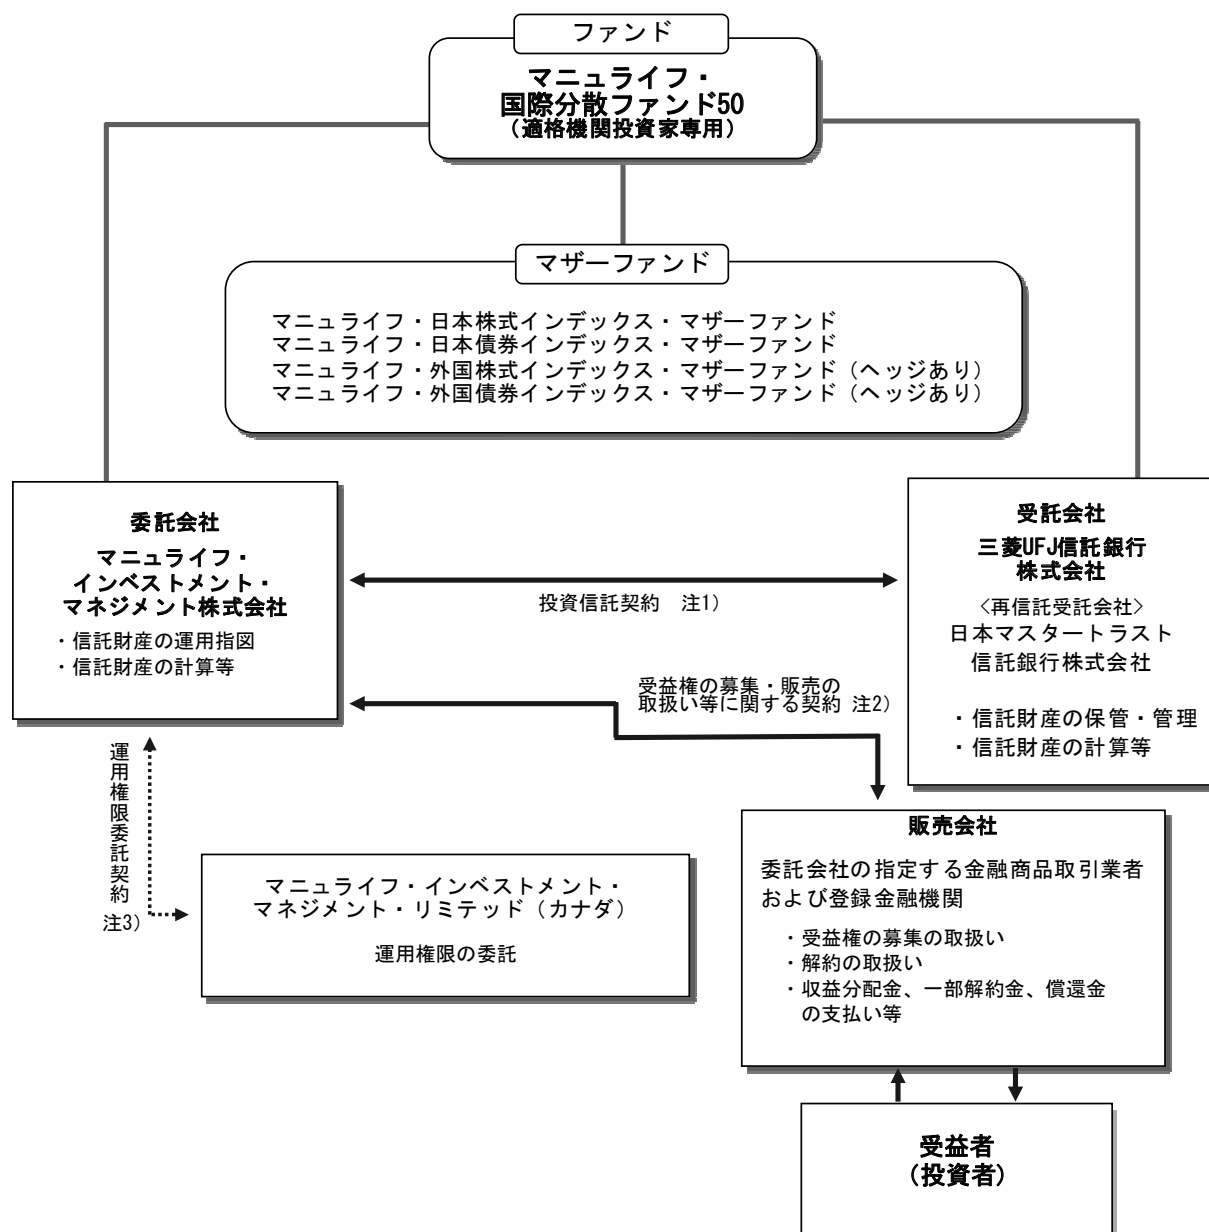 ファンド
マニュライフ・
国際分散ファンド50
(適格機関投資家専用)
マザーファンド
マニュライフ・日本株式インデックス・マザーファンド
マニュライフ・日本債券インデックス・マザーファンド
マニュライフ・外国株式インデックス・マザーファンド（ヘッジあり）
マニュライフ・外国債券インデックス・マザーファンド（ヘッジあり）
委託会社
マニュライフ・
インベストメント・
マネジメント株式会社
・信託財産の運用指図
・信託財産の計算等
投資信託契約　注1）
受託会社
三菱UFJ信託銀行
株式会社
〈再信託受託会社〉
日本マスタートラスト
信託銀行株式会社
・信託財産の保管・管理
・信託財産の計算等
受益権の募集・販売の
取扱い等に関する契約 注2）
運用権限委託契約
注3）
マニュライフ・インベストメント・
マネジメント・リミテッド（カナダ）
運用権限の委託
販売会社
委託会社の指定する金融商品取引業者
および登録金融機関
・受益権の募集の取扱い
・解約の取扱い
・収益分配金、一部解約金、償還金
の支払い等
受益者
(投資者)